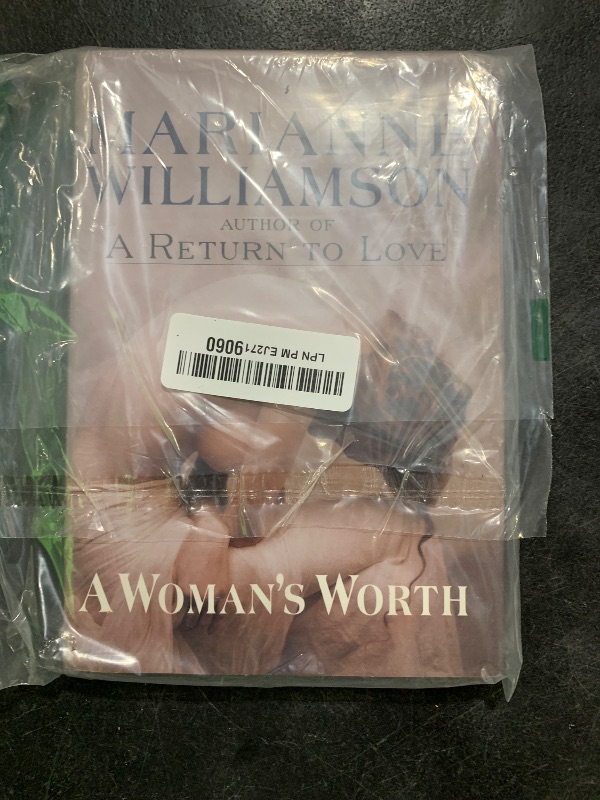 MARIANNE
WILLIAMSON
AUTHOR OF
A RETURN TO LOVE
LPN PM EJ2719060
A WOMAN'S WORTH